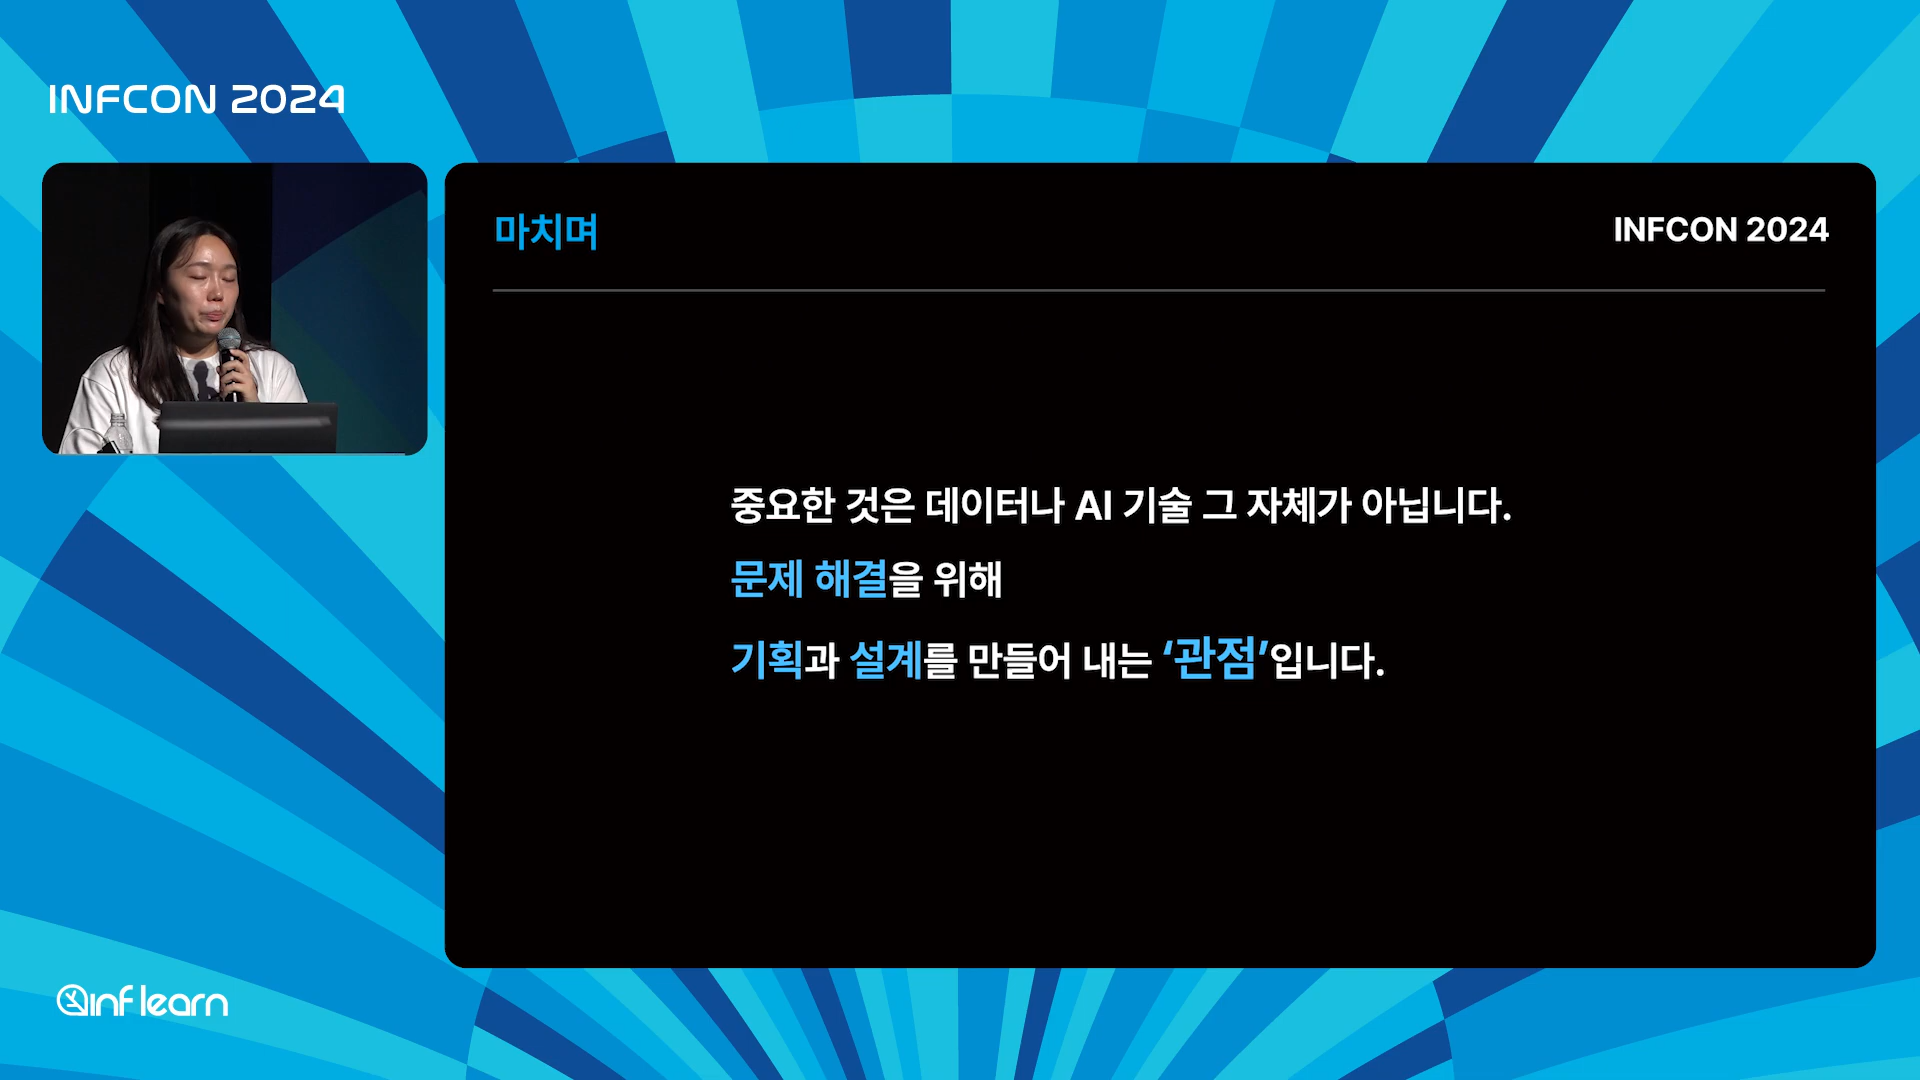 INFCON 2024
마치며
INFCON 2024
중요한 것은 데이터나 AI 기술 그 자체가 아닙니다.
문제 해결을 위해
기획과 설계를 만들어 내는 ‘관점’입니다.
inflearn